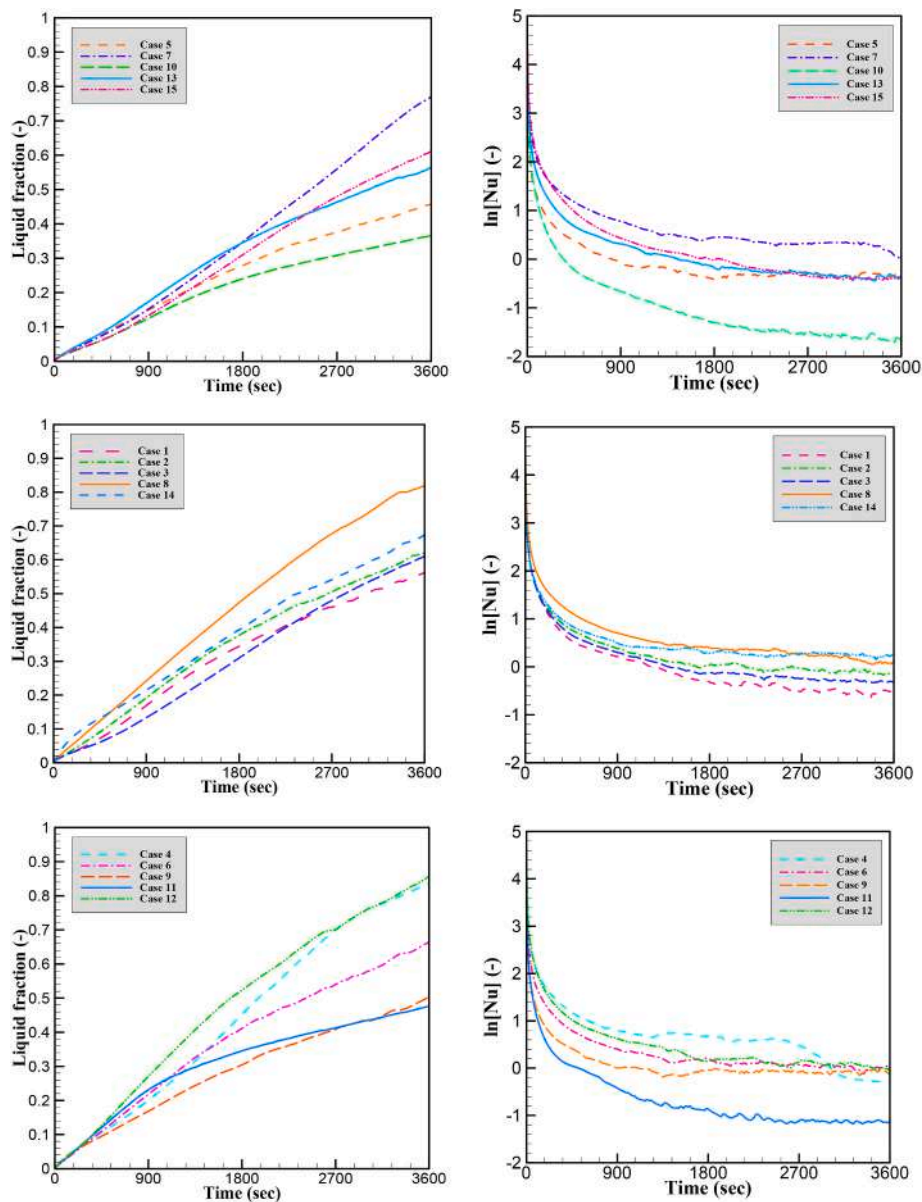 1
0.9
0.8
0.7
0.6
0.5
0.4
0.3
0.2
0.1
0
Liquid fraction (-)
Case 5
Case 7
Case 10
Case 13
Case 15
0 900 1800 2700 3600
Time (sec)
5
4
3
2
1
0
-1
-2
ln[Nu] (-)
Case 5
Case 7
Case 10
Case 13
Case 15
0 900 1800 2700 3600
Time (sec)
1
0.9
0.8
0.7
0.6
0.5
0.4
0.3
0.2
0.1
0
Liquid fraction (-)
Case 1
Case 2
Case 3
Case 8
Case 14
0 900 1800 2700 3600
Time (sec)
5
4
3
2
1
0
-1
-2
ln[Nu] (-)
Case 1
Case 2
Case 3
Case 8
Case 14
0 900 1800 2700 3600
Time (sec)
1
0.9
0.8
0.7
0.6
0.5
0.4
0.3
0.2
0.1
0
Liquid fraction (-)
Case 4
Case 6
Case 9
Case 11
Case 12
0 900 1800 2700 3600
Time (sec)
5
4
3
2
1
0
-1
-2
ln[Nu] (-)
Case 4
Case 6
Case 9
Case 11
Case 12
0 900 1800 2700 3600
Time (sec)